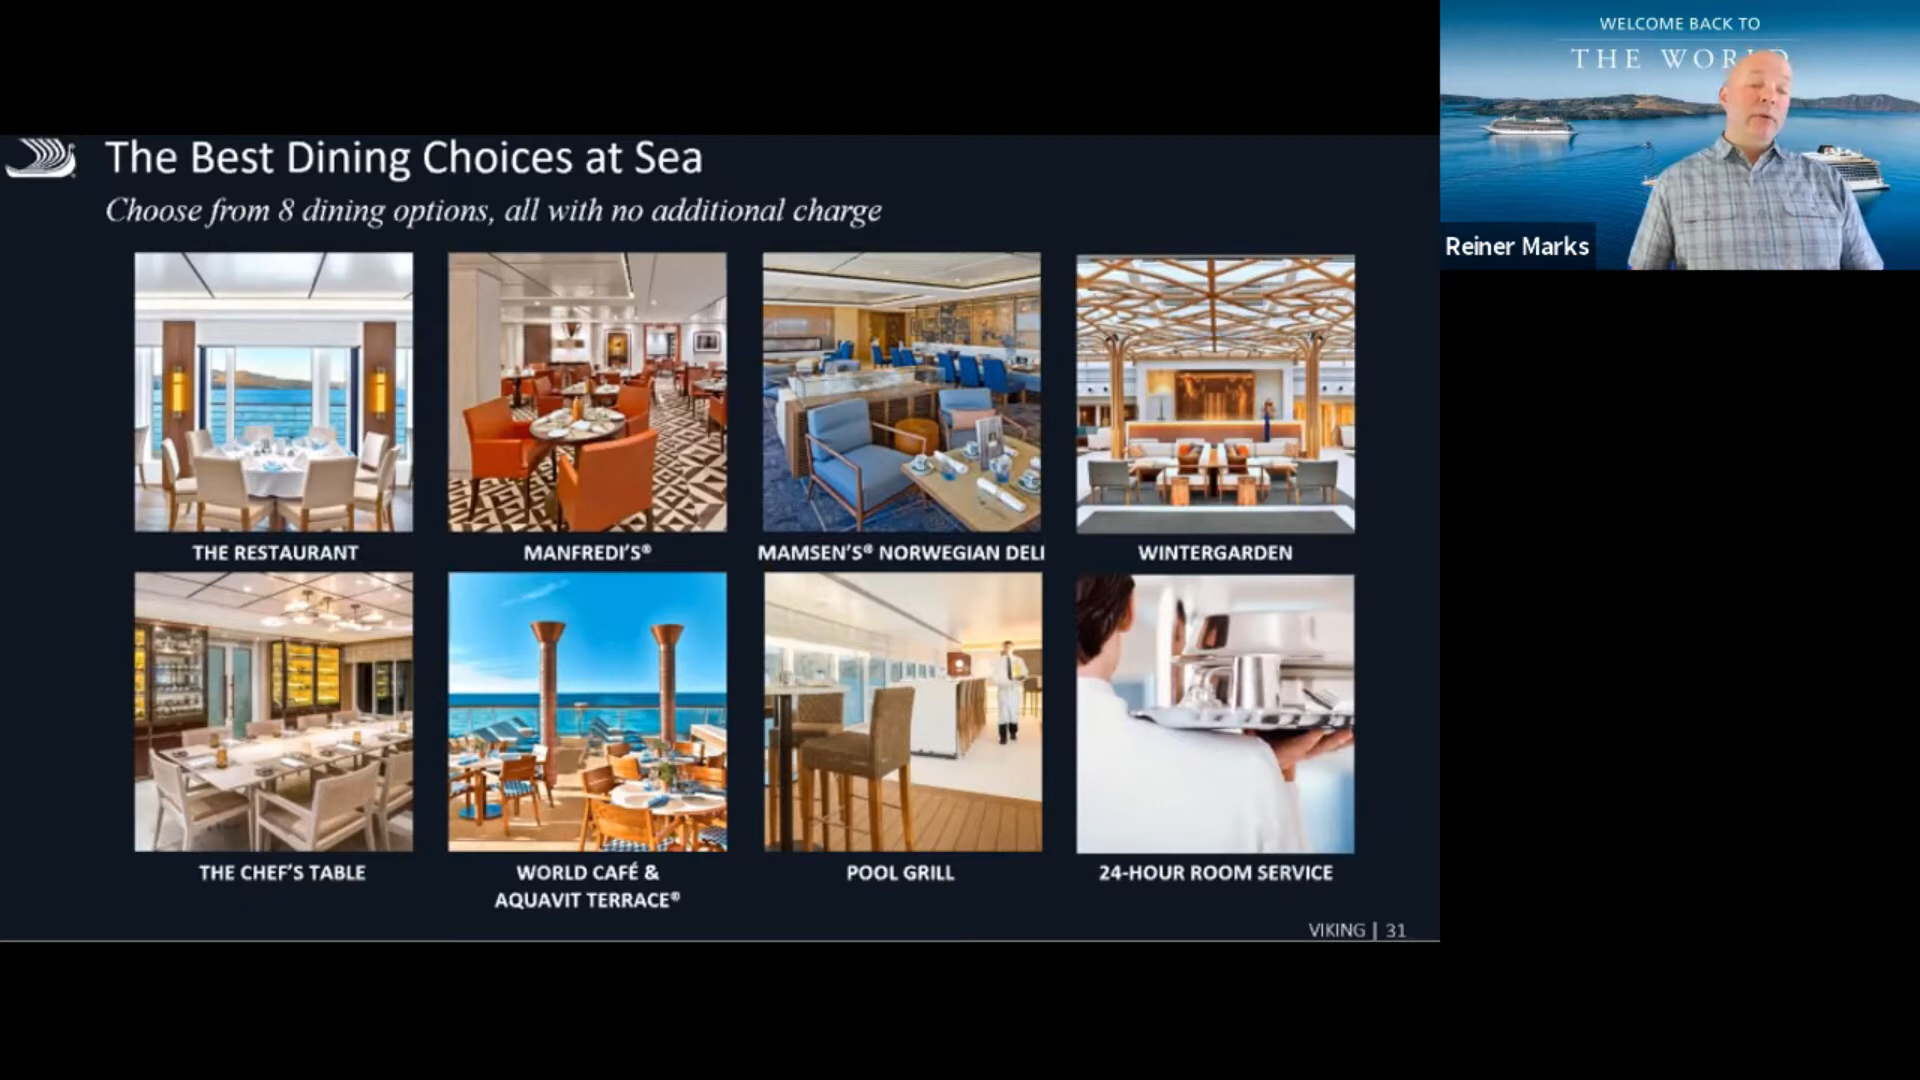 The Best Dining Choices at Sea
Choose from 8 dining options, all with no additional charge
THE RESTAURANT
MANFREDI'S®
MAMSEN'S® NORWEGIAN DELI
WINTERGARDEN
THE CHEF'S TABLE
WORLD CAFÉ &
AQUAVIT TERRACE®
POOL GRILL
24-HOUR ROOM SERVICE
VIKING | 31
WELCOME BACK TO
THE WORLD
Reiner Marks